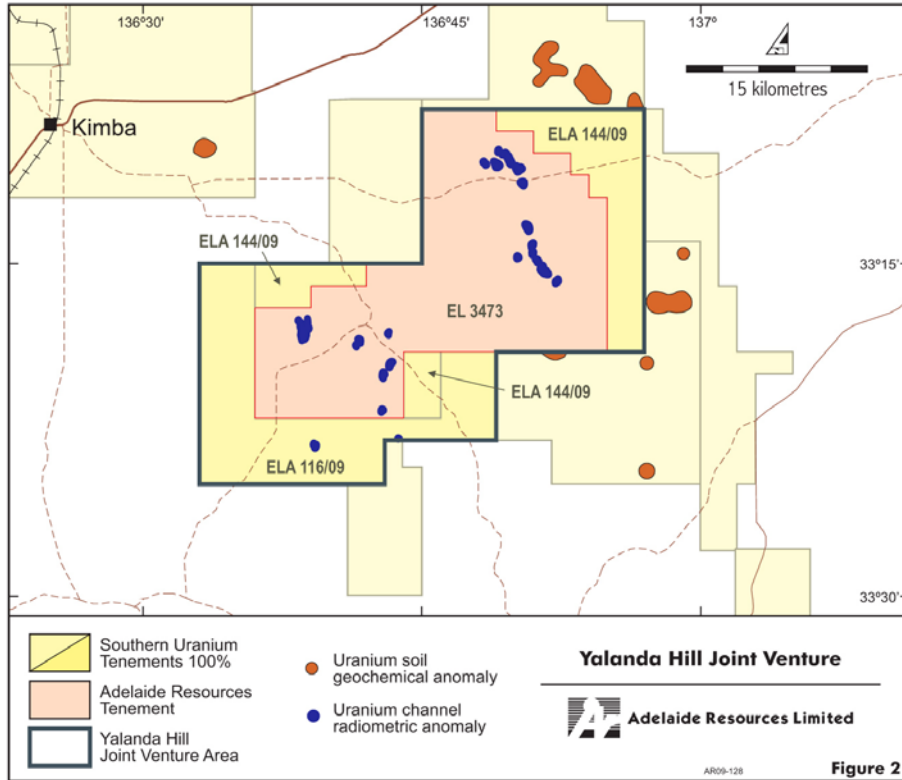 136°30'
136°45'
137°
15 kilometres
Kimba
ELA 144/09
ELA 144/09
33°15'
EL 3473
ELA 144/09
ELA 116/09
33°30'
Southern Uranium
Tenements 100%
Adelaide Resources
Tenement
Yalanda Hill
Joint Venture Area
Uranium soil
geochemical anomaly
Uranium channel
radiometric anomaly
Yalanda Hill Joint Venture
Adelaide Resources Limited
AR09-128
Figure 2